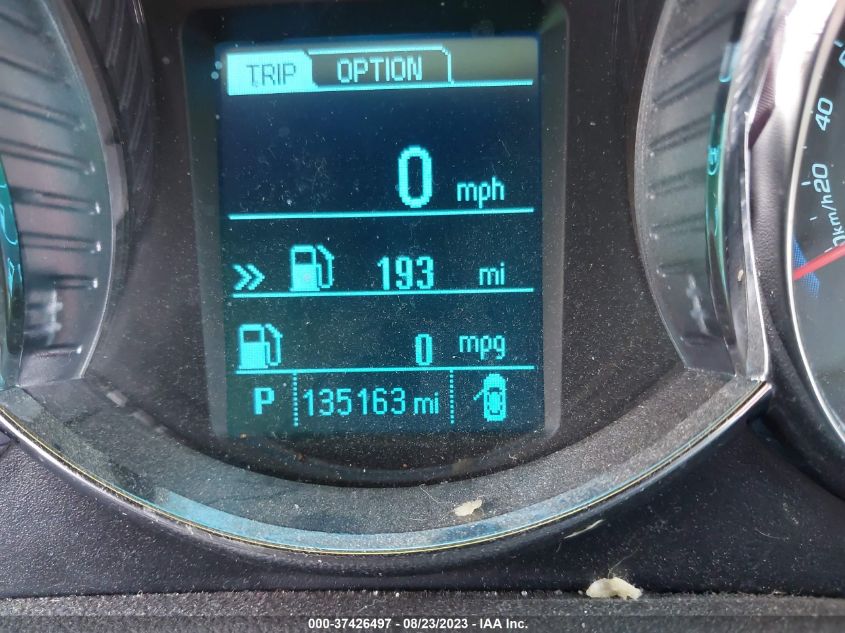 TRIP OPTION
0 mph
193 mi
0 mpg
P 135163 mi
40
20
0km/h
000-37426497 - 08/23/2023 - IAA Inc.